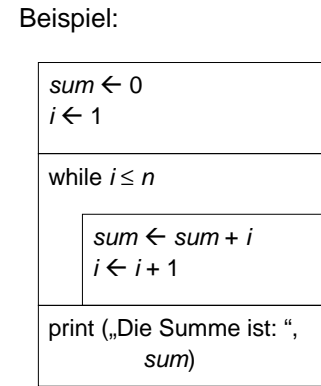 Beispiel:
sum ← 0
i ← 1
while i ≤ n
sum ← sum + i
i ← i + 1
print („Die Summe ist: “,
sum)